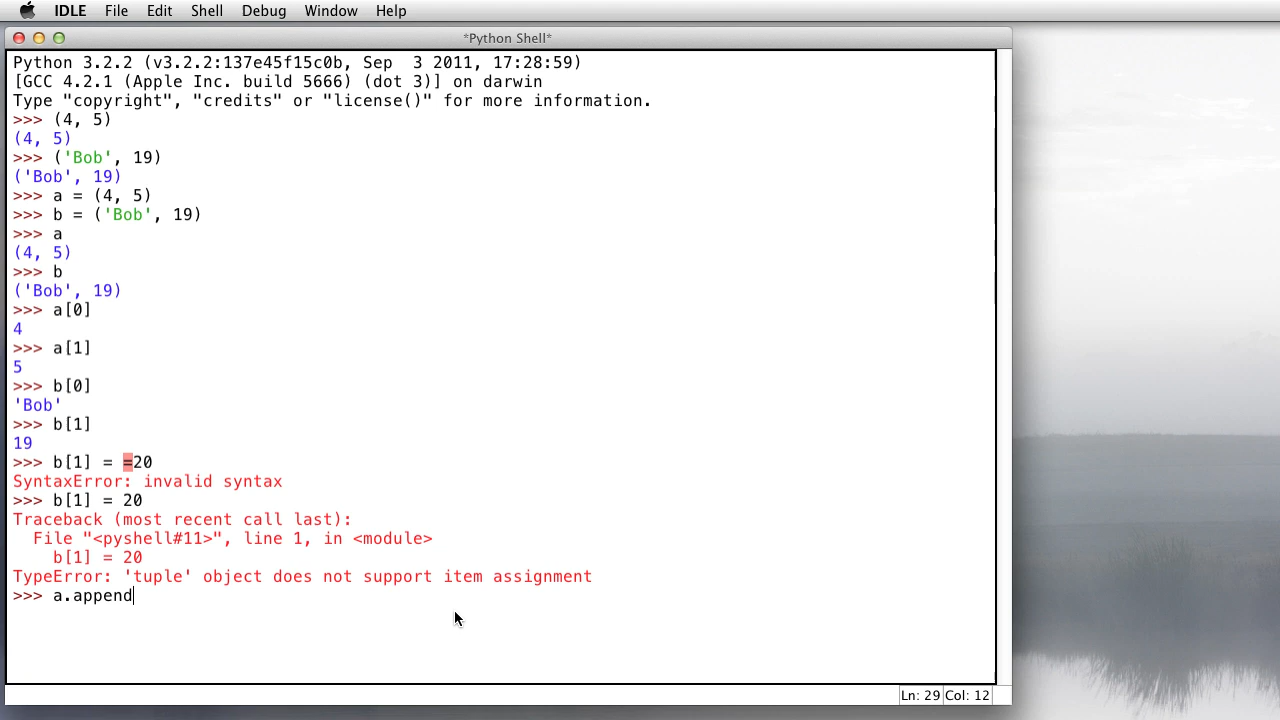 IDLE File Edit Shell Debug Window Help
*Python Shell*
Python 3.2.2 (v3.2.2:137e45f15c0b, Sep  3 2011, 17:28:59)
[GCC 4.2.1 (Apple Inc. build 5666) (dot 3)] on darwin
Type "copyright", "credits" or "license()" for more information.
>>> (4, 5)
(4, 5)
>>> ('Bob', 19)
('Bob', 19)
>>> a = (4, 5)
>>> b = ('Bob', 19)
>>> a
(4, 5)
>>> b
('Bob', 19)
>>> a[0]
4
>>> a[1]
5
>>> b[0]
'Bob'
>>> b[1]
19
>>> b[1] = =20
SyntaxError: invalid syntax
>>> b[1] = 20
Traceback (most recent call last):
  File "<pyshell#11>", line 1, in <module>
    b[1] = 20
TypeError: 'tuple' object does not support item assignment
>>> a.append
Ln: 29 Col: 12